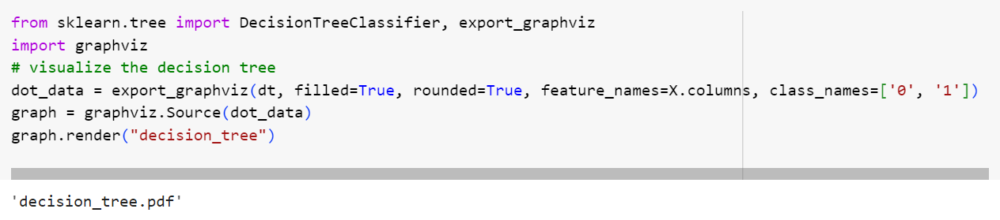 from sklearn.tree import DecisionTreeClassifier, export_graphviz
import graphviz
# visualize the decision tree
dot_data = export_graphviz(dt, filled=True, rounded=True, feature_names=X.columns, class_names=['0', '1'])
graph = graphviz.Source(dot_data)
graph.render("decision_tree")
'decision_tree.pdf'